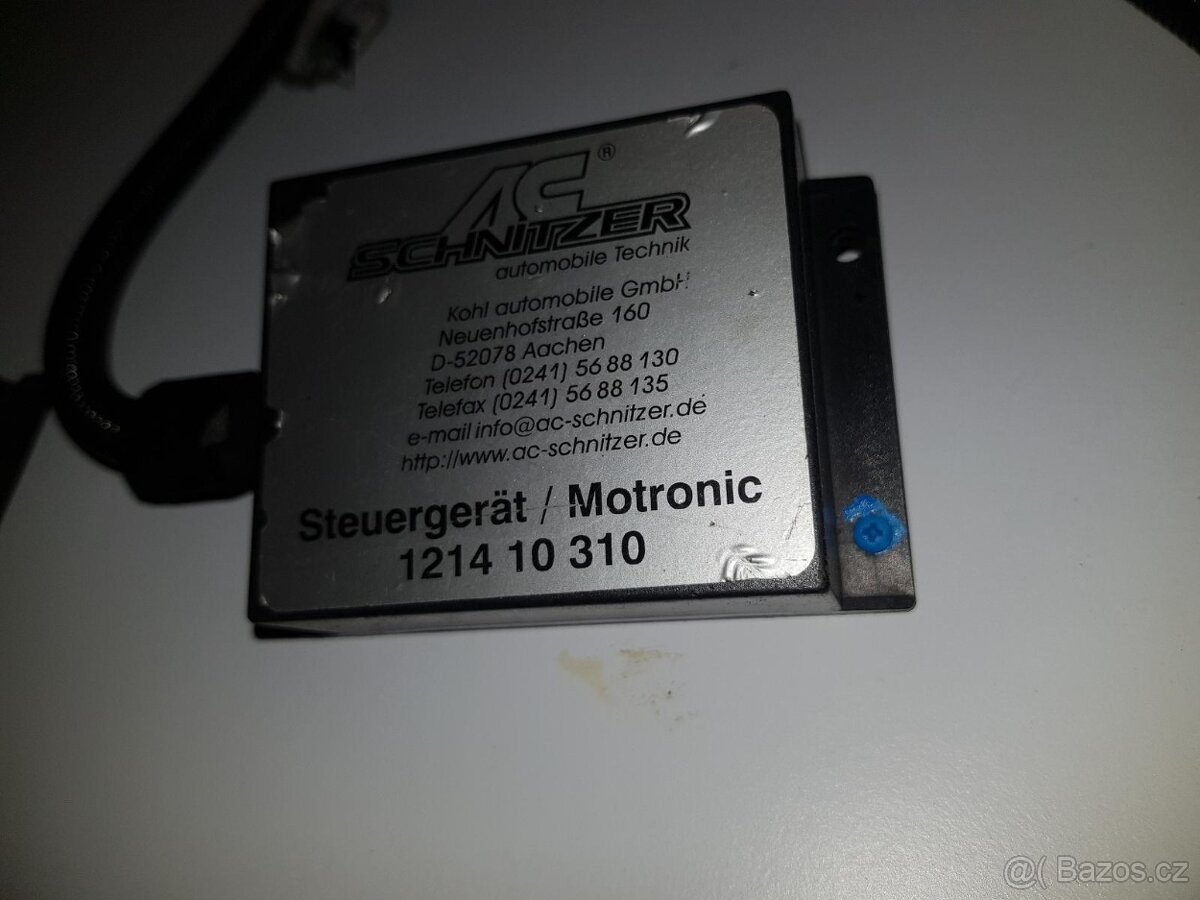 AC ®
SCHNITZER
automobile Technik
Kohl automobile GmbH
Neuenhofstraße 160
D-52078 Aachen
Telefon (0241) 56 88 130
Telefax (0241) 56 88 135
e-mail info@ac-schnitzer.de
http://www.ac-schnitzer.de
Steuergerät / Motronic
1214 10 310
@( Bazos.cz